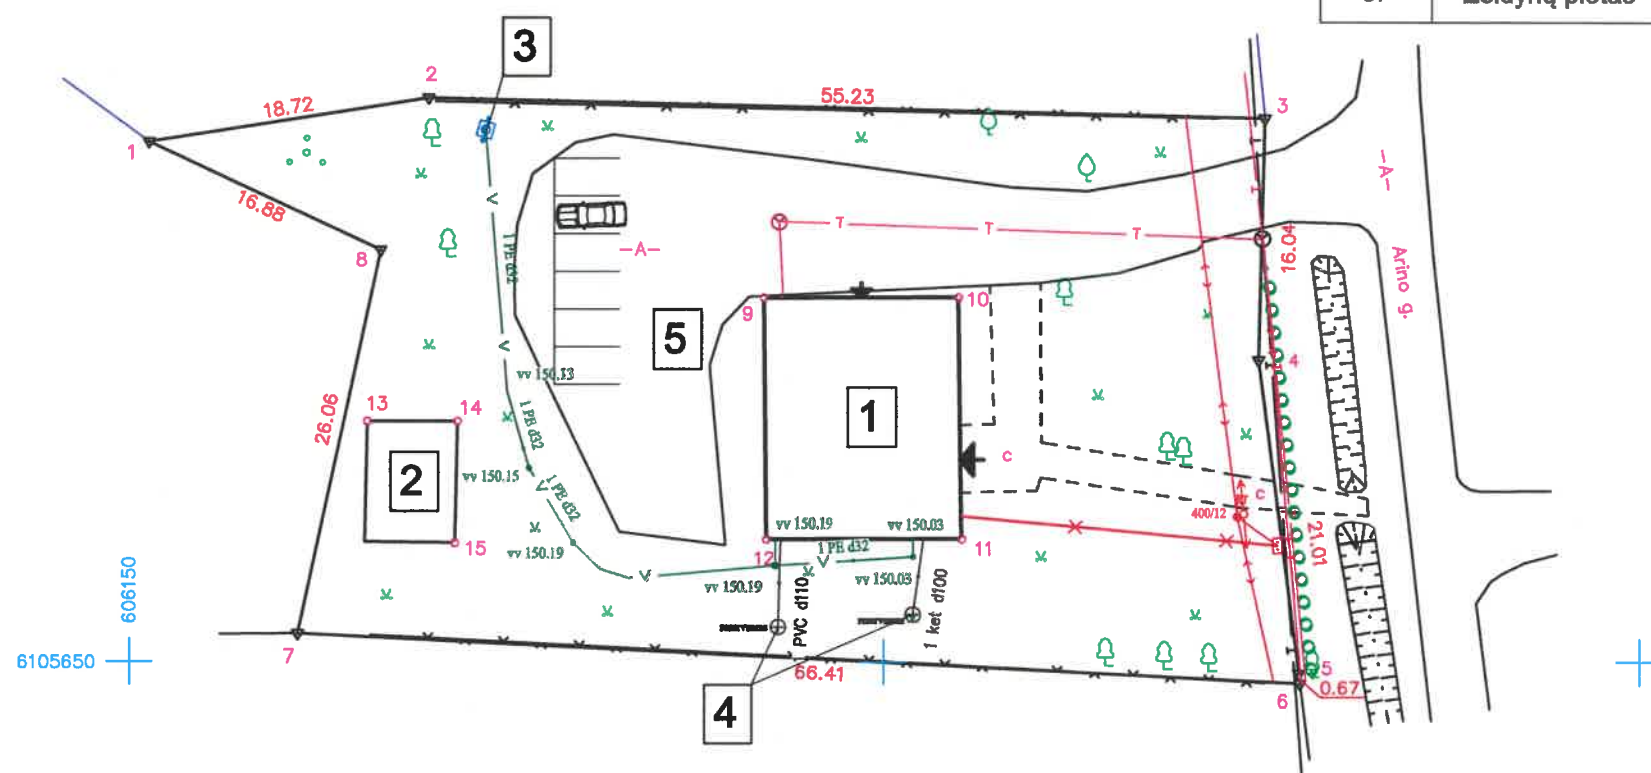 3
2
18.72
55.23
3
1
16.88
8
—A—
1 PE d32
V
T
T
T
—A—
16.04
Arino g.
9
10
5
vv 150.13
4
26.06
13
14
1
1 PE d32
2
vv 150.15
c
c
1 PE d32
400/12
vv 150.19
vv 150.03
21.01
15
vv 150.19
12
1 PE d32
11
V
V
vv 150.19
vv 150.03
606150
PVC d110
1 ket d100
6105650
7
66.41
5
6
0.67
4